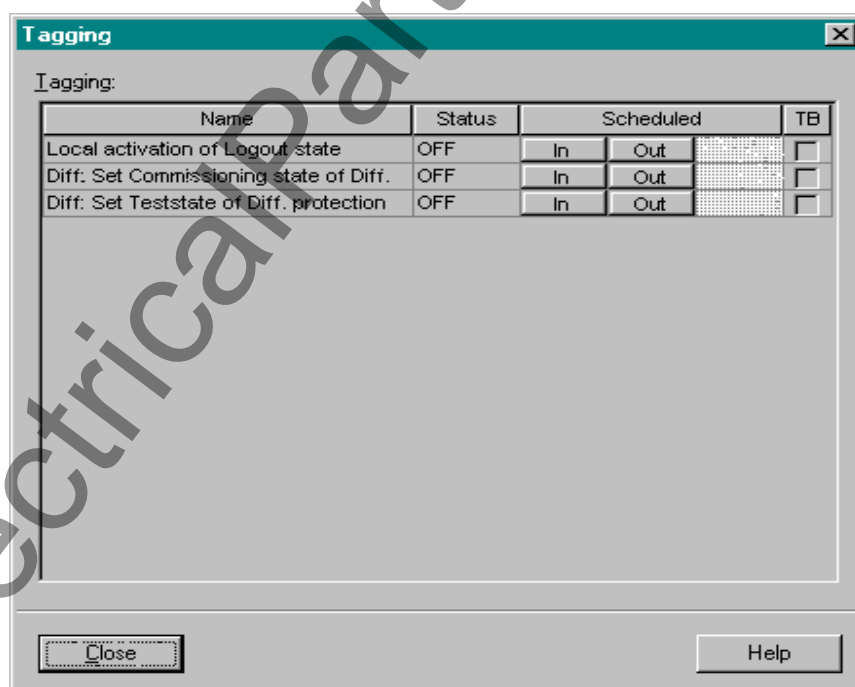 Tagging
Tagging:
Name Status Scheduled TB
Local activation of Logout state OFF In Out
Diff: Set Commissioning state of Diff. OFF In Out
Diff: Set Teststate of Diff. protection OFF In Out
Close Help
ectricalPart